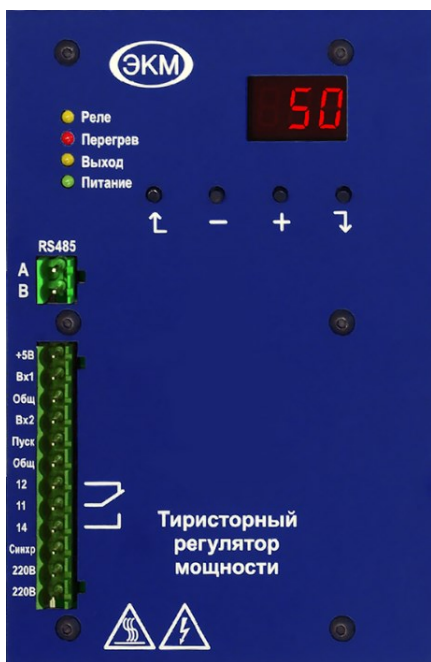 ЭКМ
50
Реле
Перегрев
Выход
Питание
− +
RS485
A
B
+5В
Вх1
Общ
Вх2
Пуск
Общ
12
11
14
Синхр
220В
220В
Тиристорный
регулятор
мощности